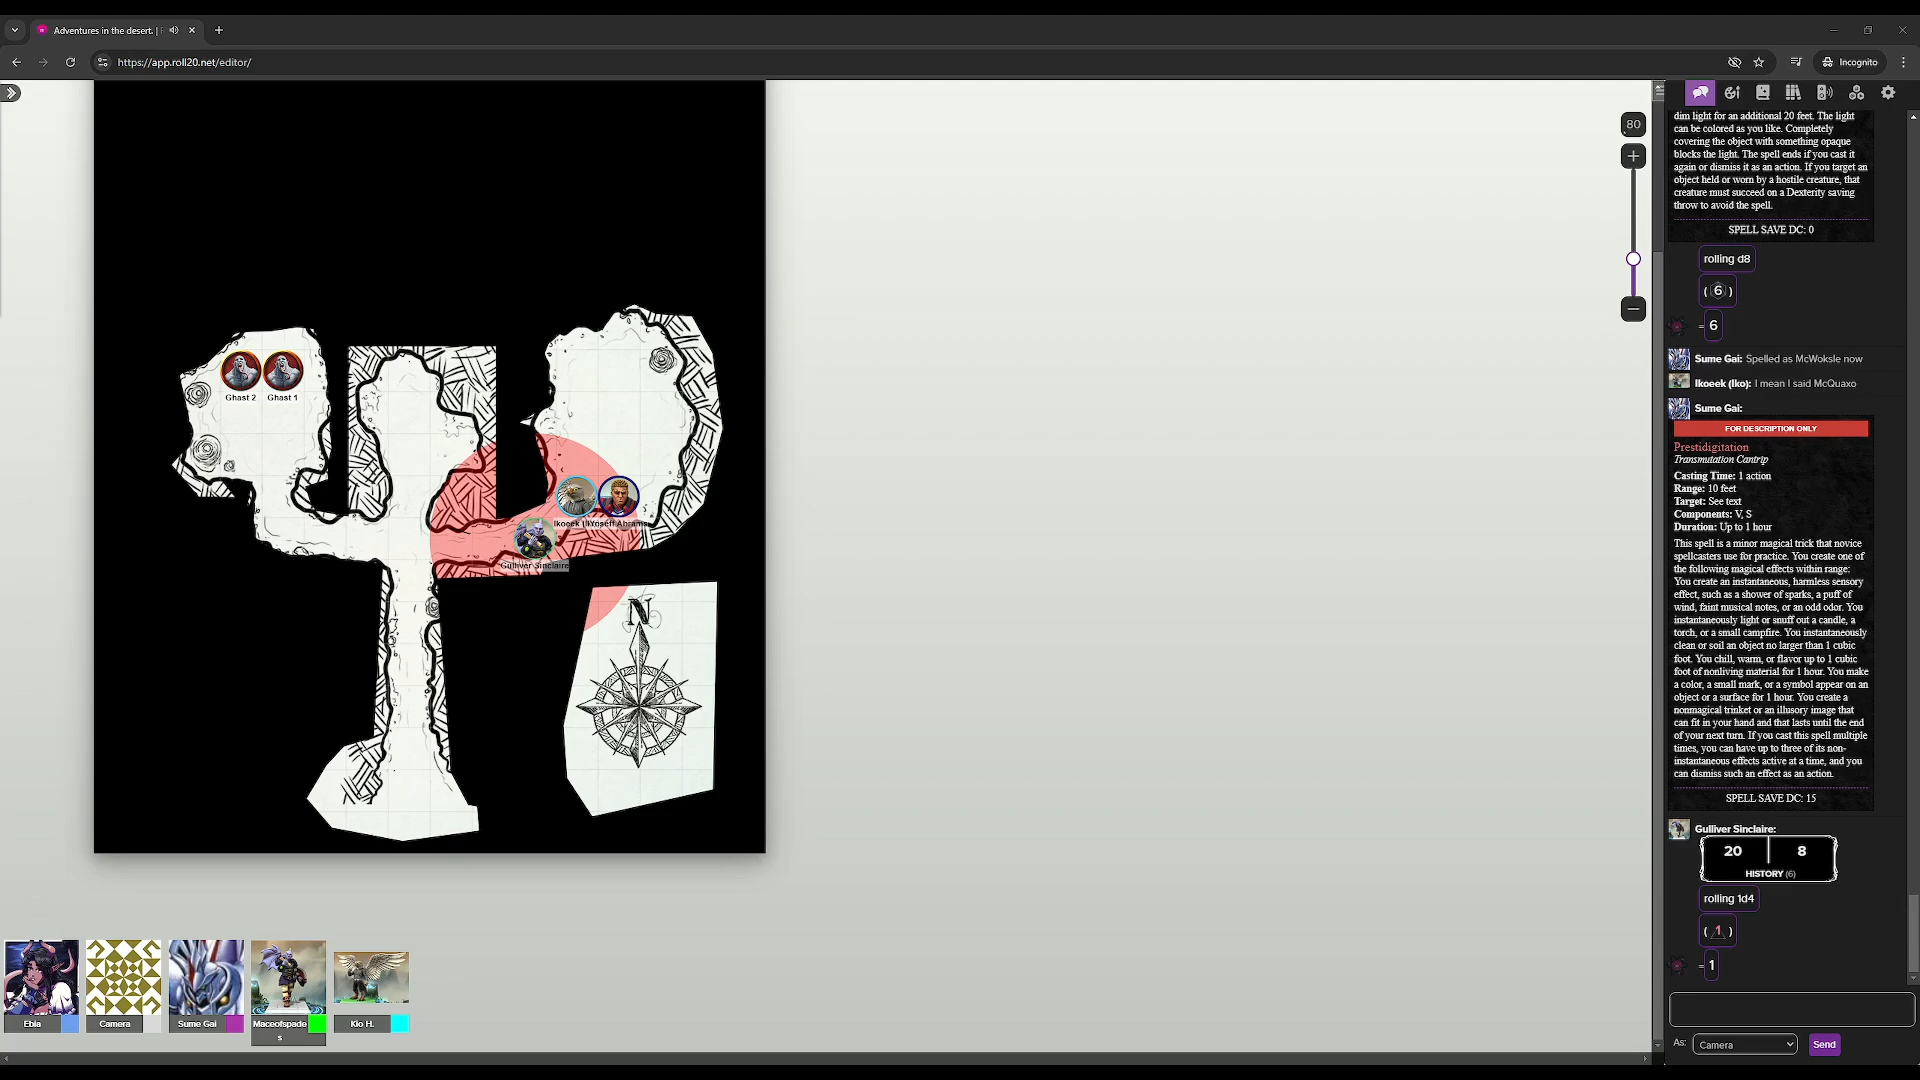 Adventures in the desert. |
https://app.roll20.net/editor/
Incognito
80
Ghast 2
Ghast 1
Ikoeek (I
Yoseff Abrams
Gulliver Sinclaire
N
Ebia
Camera
Sume Gai
Maceofspade
s
Kio H.
dim light for an additional 20 feet. The light
can be colored as you like. Completely
covering the object with something opaque
blocks the light. The spell ends if you cast it
again or dismiss it as an action. If you target an
object held or worn by a hostile creature, that
creature must succeed on a Dexterity saving
throw to avoid the spell.
SPELL SAVE DC: 0
rolling d8
( 6 )
= 6
Sume Gai: Spelled as McWoksle now
Ikoeek (Iko): I mean I said McQuaxo
Sume Gai:
FOR DESCRIPTION ONLY
Prestidigitation
Transmutation Cantrip
Casting Time: 1 action
Range: 10 feet
Target: See text
Components: V, S
Duration: Up to 1 hour
This spell is a minor magical trick that novice
spellcasters use for practice. You create one of
the following magical effects within range:
You create an instantaneous, harmless sensory
effect, such as a shower of sparks, a puff of
wind, faint musical notes, or an odd odor. You
instantaneously light or snuff out a candle, a
torch, or a small campfire. You instantaneously
clean or soil an object no larger than 1 cubic
foot. You chill, warm, or flavor up to 1 cubic
foot of nonliving material for 1 hour. You make
a color, a small mark, or a symbol appear on an
object or a surface for 1 hour. You create a
nonmagical trinket or an illusory image that
can fit in your hand and that lasts until the end
of your next turn. If you cast this spell multiple
times, you can have up to three of its non-
instantaneous effects active at a time, and you
can dismiss such an effect as an action.
SPELL SAVE DC: 15
Gulliver Sinclaire:
20 8
HISTORY (6)
rolling 1d4
( 1 )
= 1
As: Camera Send